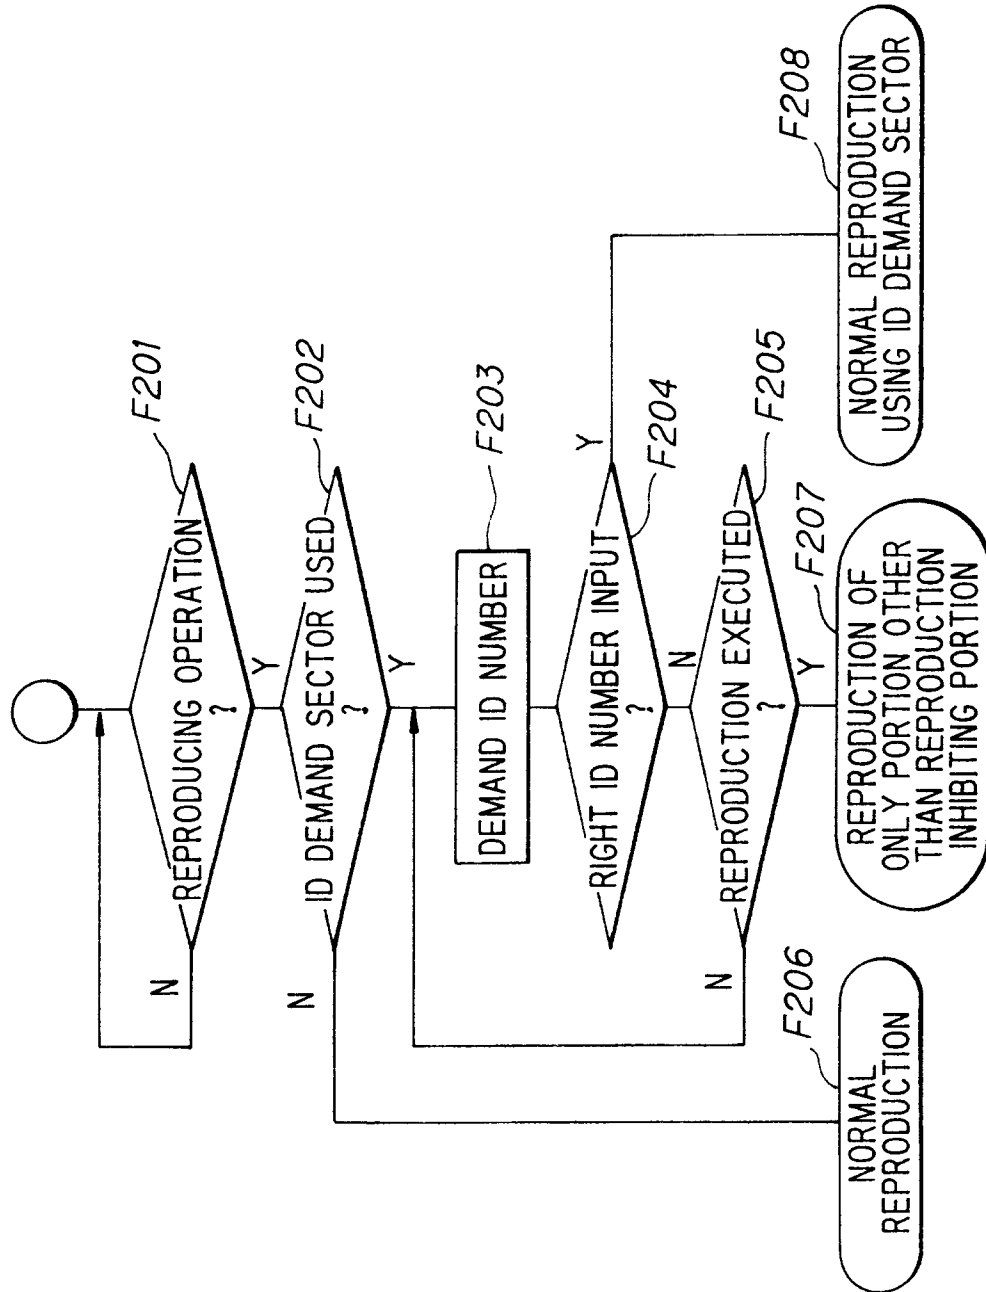 F201
REPRODUCING OPERATION
?
N
Y
F202
ID DEMAND SECTOR USED
?
N
Y
F203
DEMAND ID NUMBER
F204
RIGHT ID NUMBER INPUT
?
Y
N
F205
REPRODUCTION EXECUTED
?
N
Y
F206
NORMAL
REPRODUCTION
F207
REPRODUCTION OF
ONLY PORTION OTHER
THAN REPRODUCTION
INHIBITING PORTION
F208
NORMAL REPRODUCTION
USING ID DEMAND SECTOR